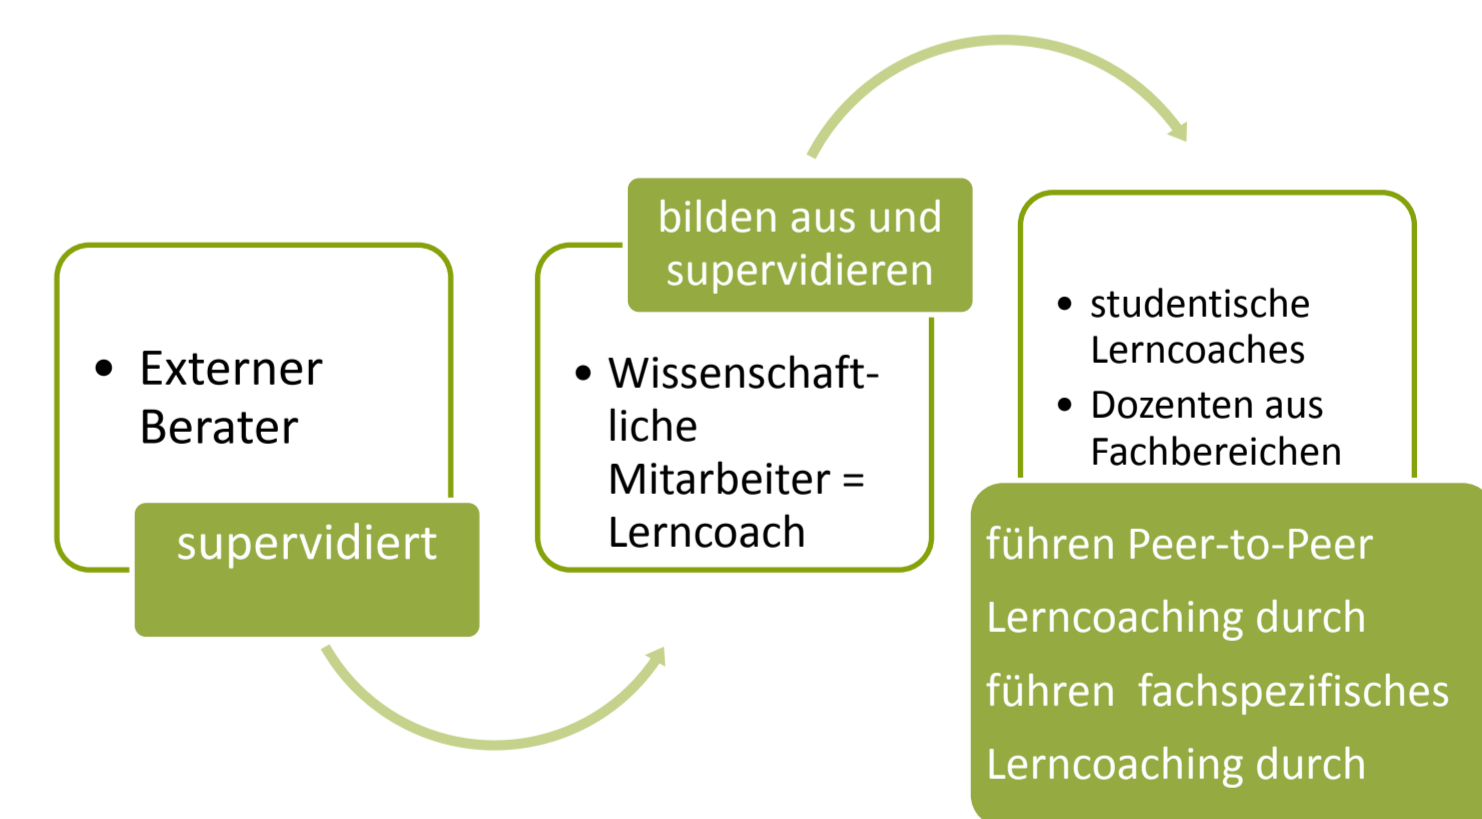 • Externer
Berater
supervidiert
bilden aus und
supervidieren
• Wissenschaft-
liche
Mitarbeiter =
Lerncoach
• studentische
Lerncoaches
• Dozenten aus
Fachbereichen
führen Peer-to-Peer
Lerncoaching durch
führen  fachspezifisches
Lerncoaching durch